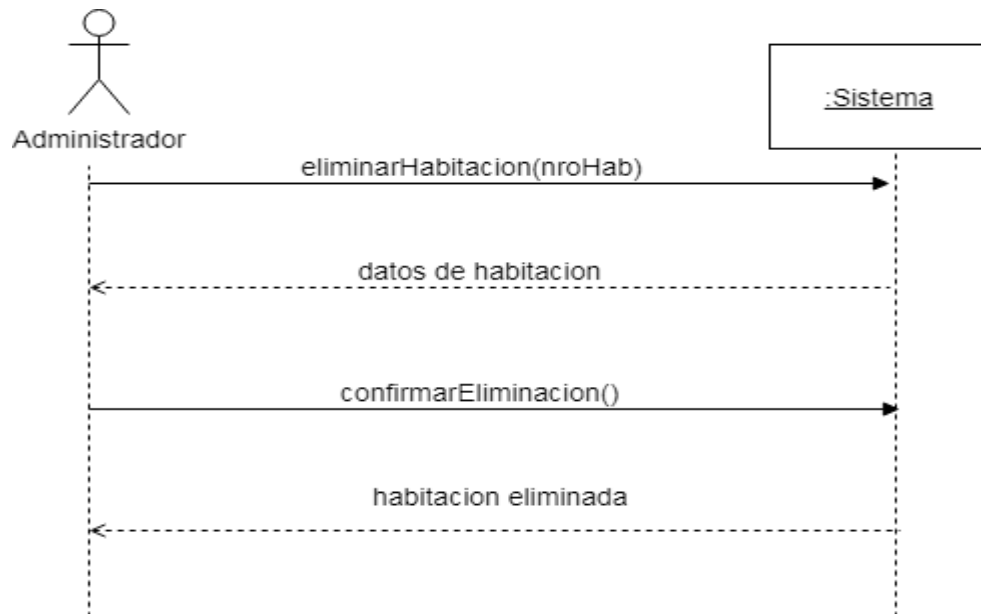 Administrador
:Sistema
eliminarHabitacion(nroHab)
datos de habitacion
confirmarEliminacion()
habitacion eliminada